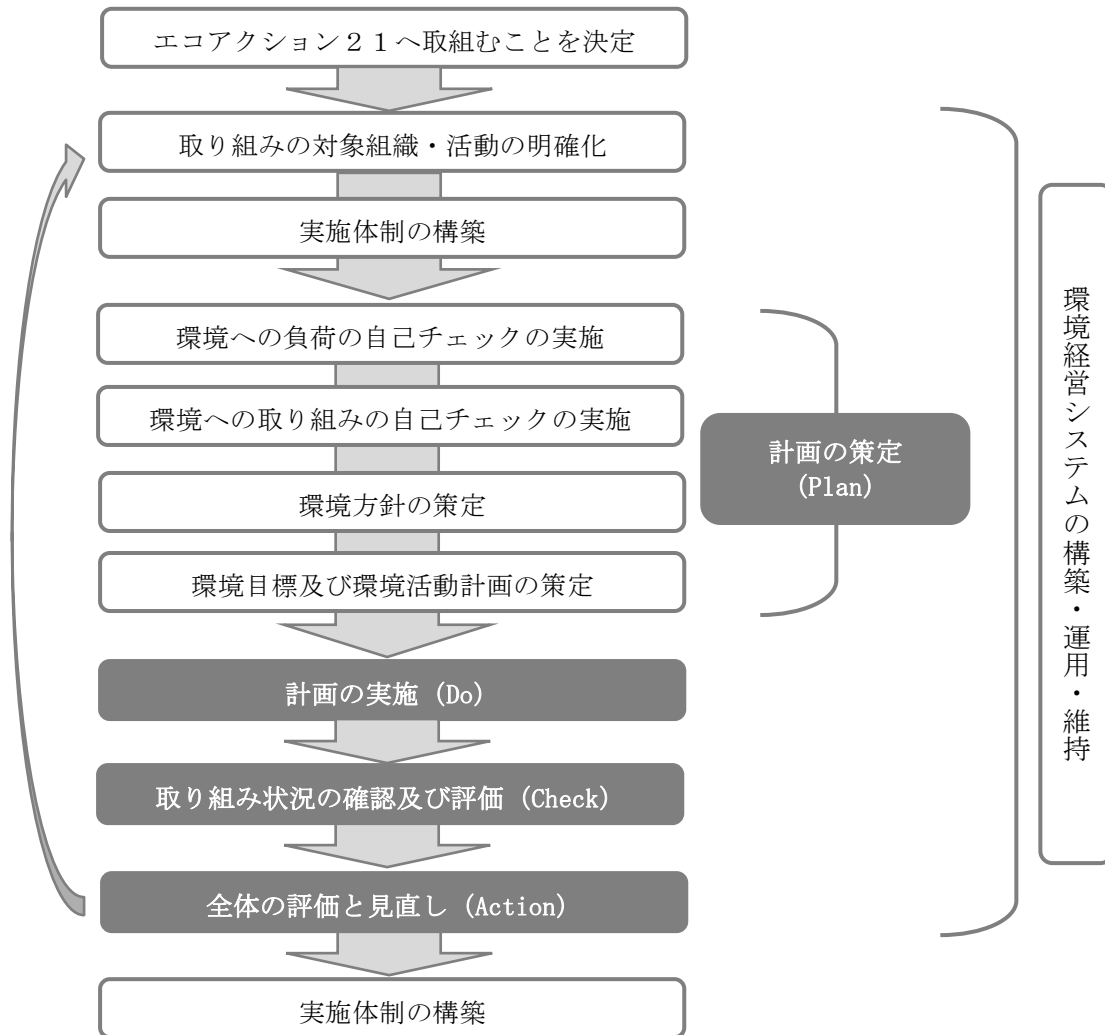 エコアクション２１へ取組むことを決定
取り組みの対象組織・活動の明確化
実施体制の構築
環境への負荷の自己チェックの実施
環境への取り組みの自己チェックの実施
環境方針の策定
環境目標及び環境活動計画の策定
計画の策定
(Plan)
計画の実施 (Do)
取り組み状況の確認及び評価 (Check)
全体の評価と見直し (Action)
実施体制の構築
環境経営システムの構築・運用・維持